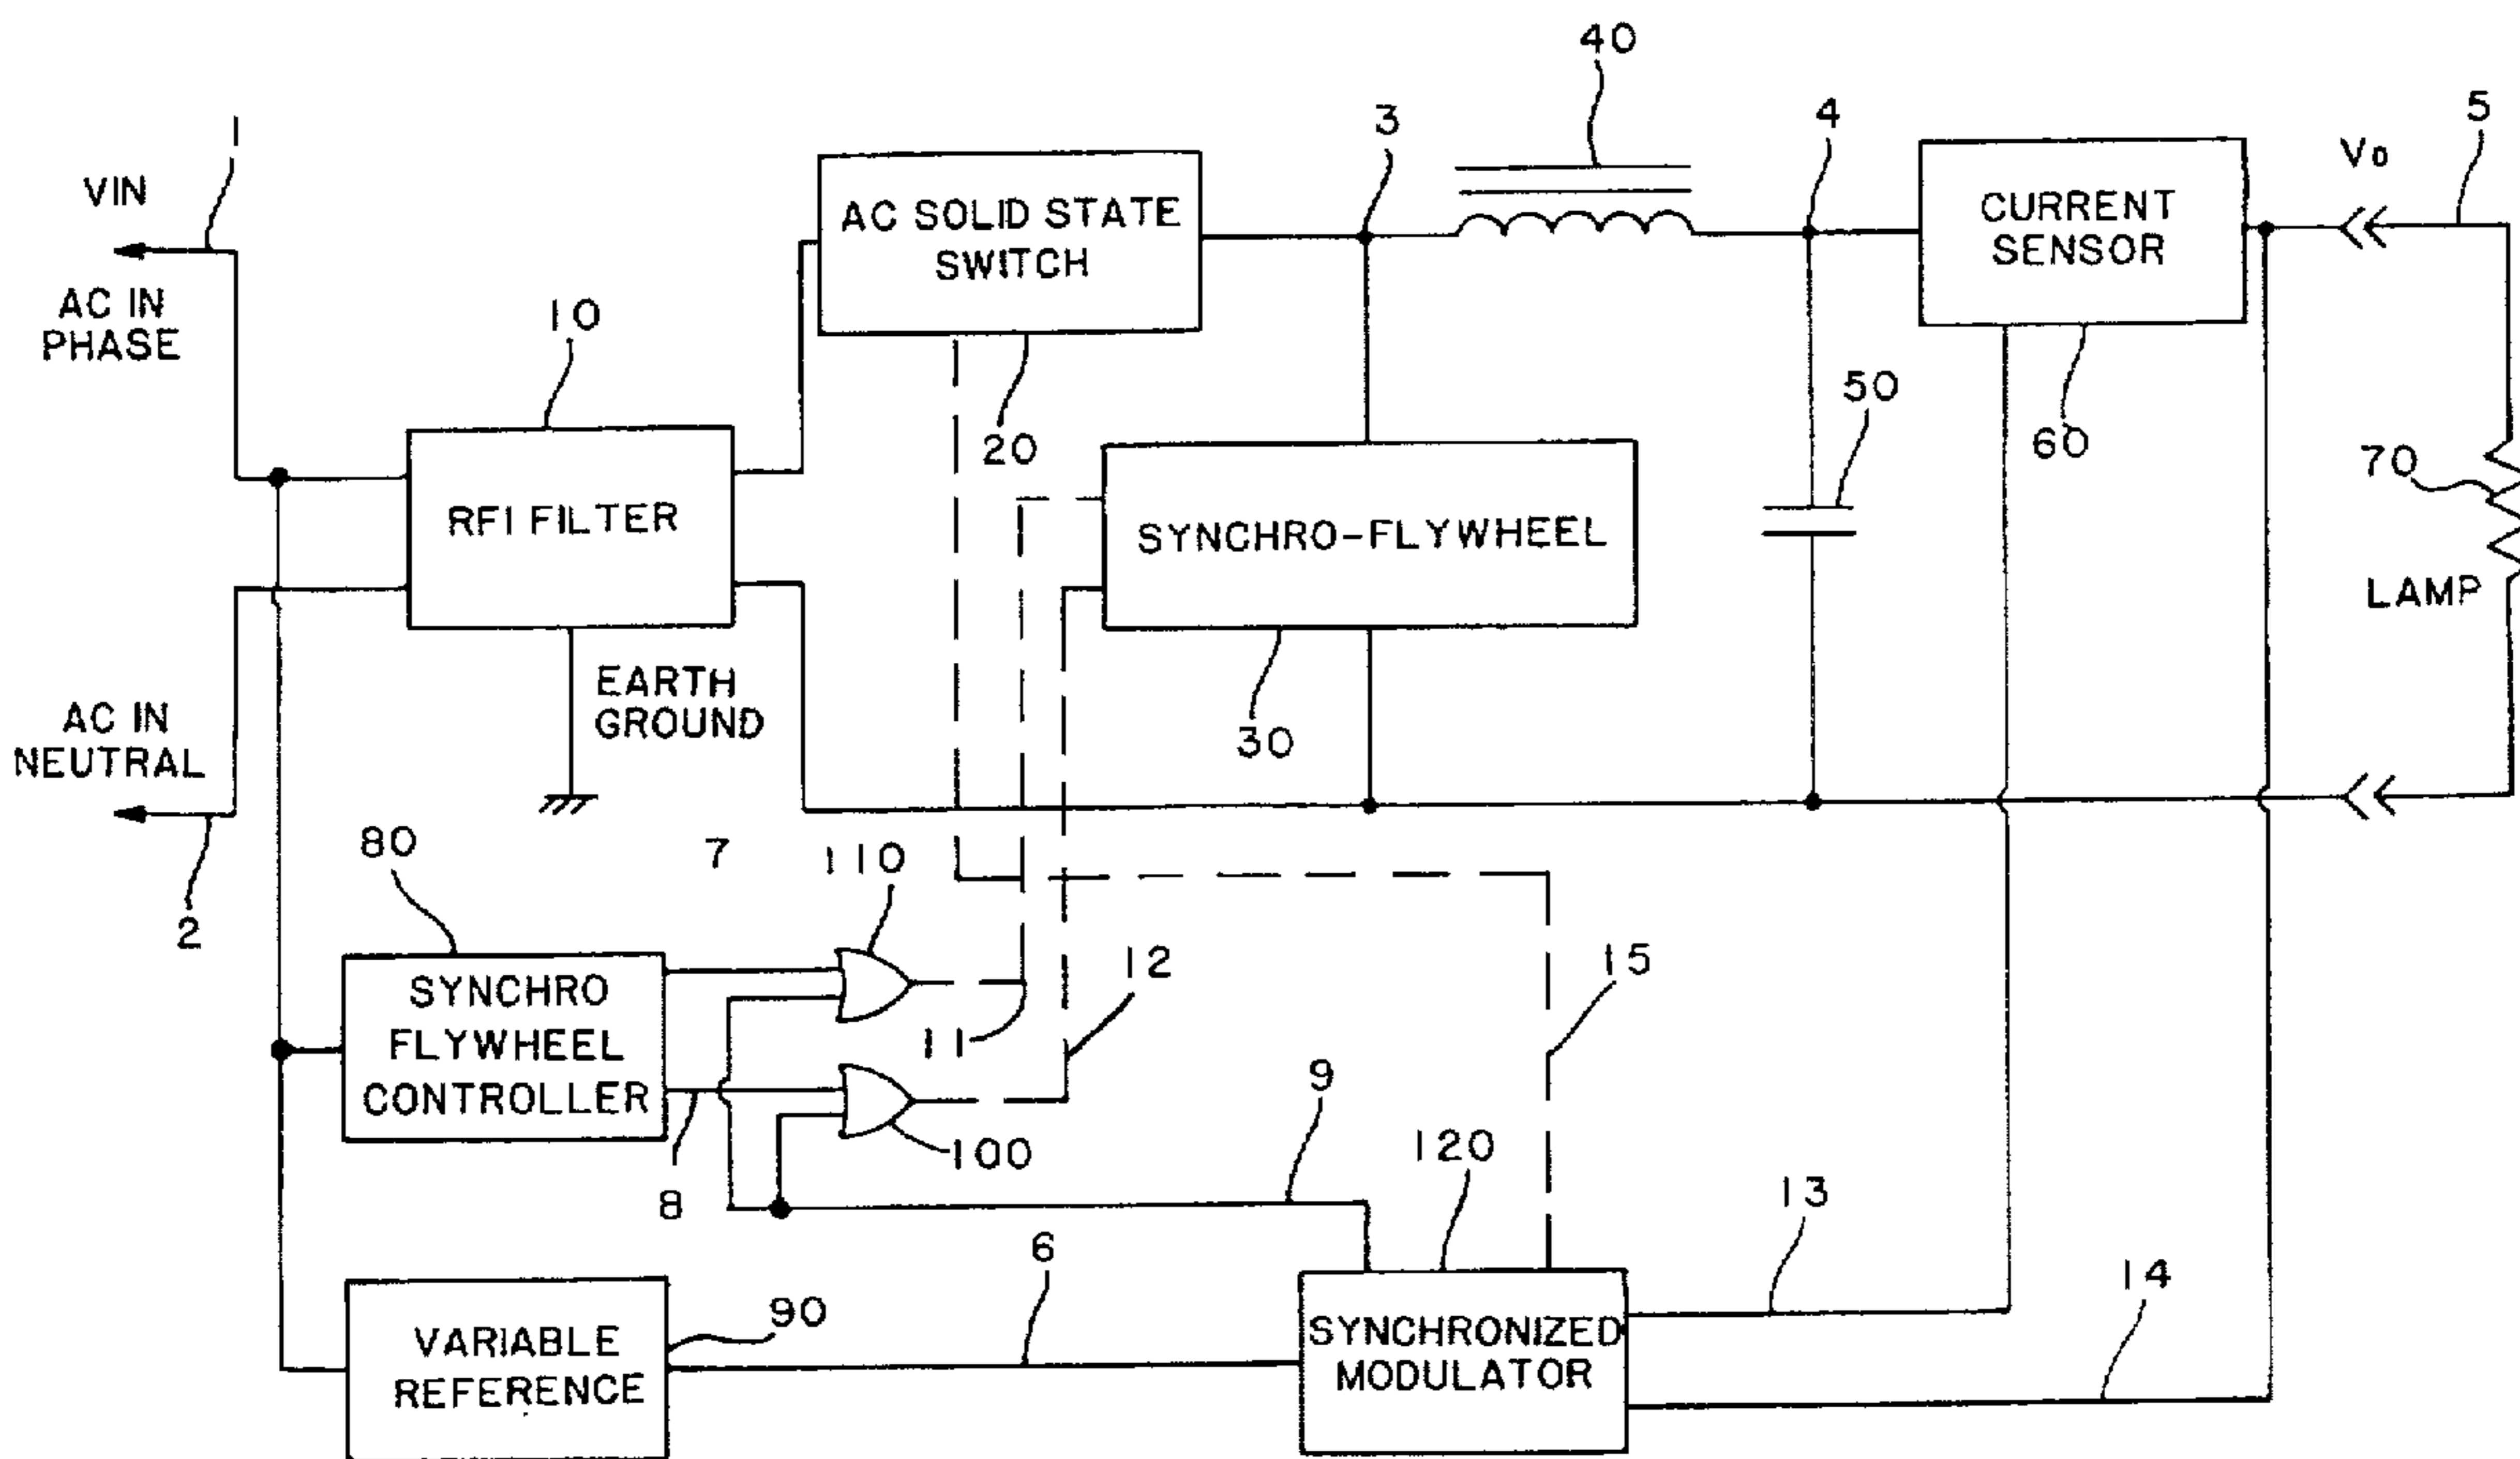 40
1
3
4
5
VIN
Vo
AC SOLID STATE
SWITCH
CURRENT
SENSOR
AC IN
PHASE
10
20
50
60
70
RFI FILTER
SYNCHRO-FLYWHEEL
LAMP
EARTH
GROUND
30
AC IN
NEUTRAL
2
80
7
110
SYNCHRO
FLYWHEEL
CONTROLLER
11
12
15
100
8
9
120
13
6
14
90
VARIABLE
REFERENCE
SYNCHRONIZED
MODULATOR